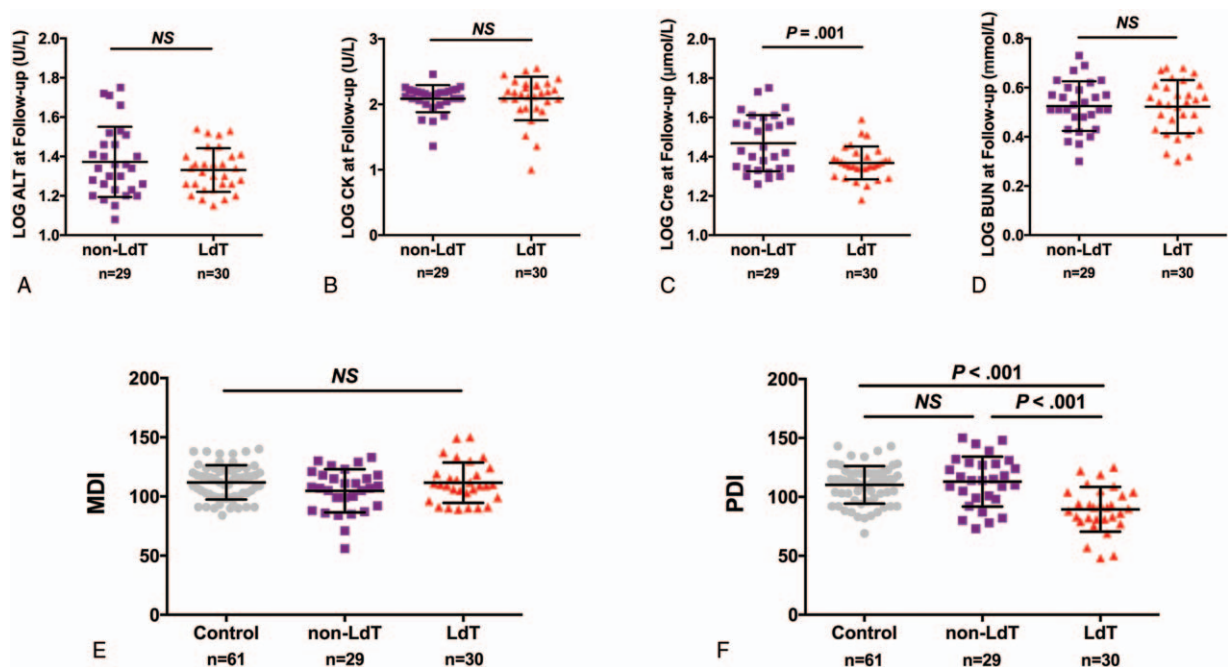 LOG ALT at Follow-up (U/L)
2.0
1.8
1.6
1.4
1.2
1.0
NS
non-LdT
LdT
n=29
n=30
A
LOG CK at Follow-up (U/L)
3
2
1
0
NS
non-LdT
LdT
n=29
n=30
B
LOG Cre at Follow-up (μmol/L)
2.0
1.8
1.6
1.4
1.2
1.0
P = .001
non-LdT
LdT
n=29
n=30
C
LOG BUN at Follow-up (mmol/L)
0.8
0.6
0.4
0.2
0.0
NS
non-LdT
LdT
n=29
n=30
D
MDI
200
150
100
50
0
NS
Control
non-LdT
LdT
n=61
n=29
n=30
E
PDI
200
150
100
50
0
P < .001
NS
P < .001
Control
non-LdT
LdT
n=61
n=29
n=30
F